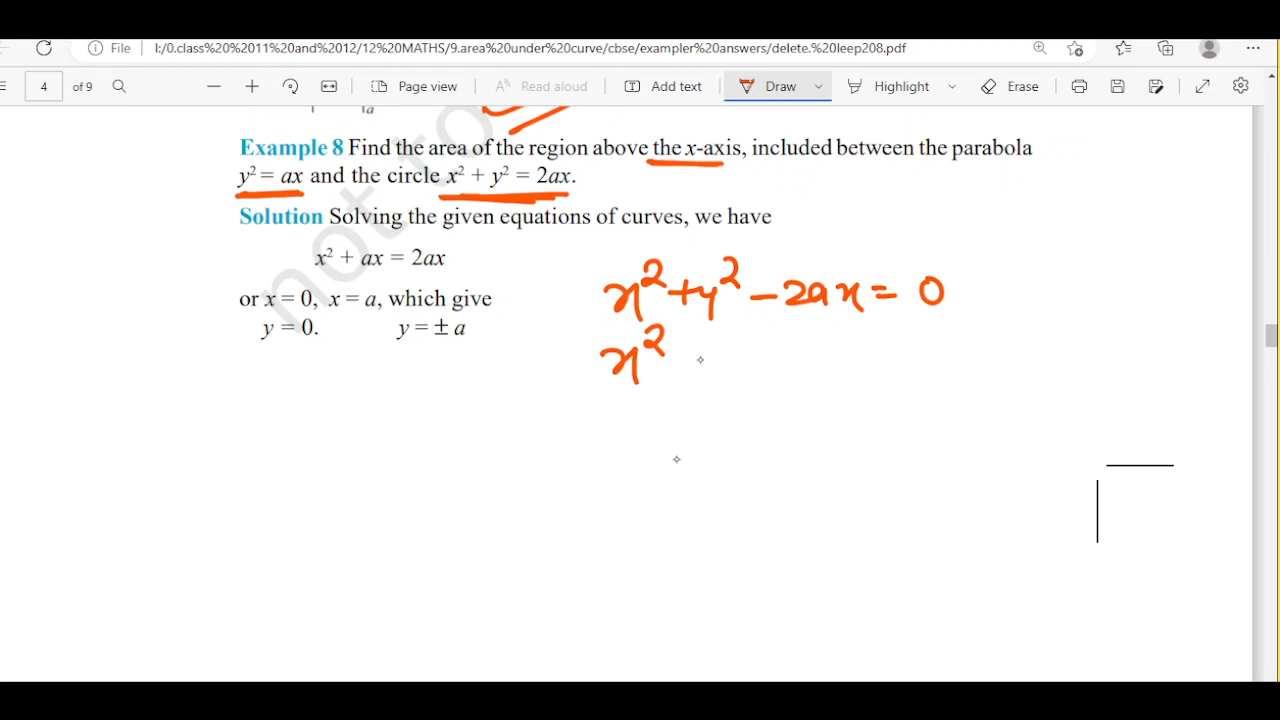 File I:/0.class%20%2011%20and%2012/12%20MATHS/9.area%20under%20curve/cbse/exampler%20answers/delete.%20leep208.pdf
4 of 9 Page view Read aloud Add text Draw Highlight Erase
a
Example 8 Find the area of the region above the x-axis, included between the parabola
y² = ax and the circle x² + y² = 2ax.
Solution Solving the given equations of curves, we have
x² + ax = 2ax
x² + y² − 2ax = 0
or x = 0, x = a, which give
y = 0. y = ± a
x²
not to